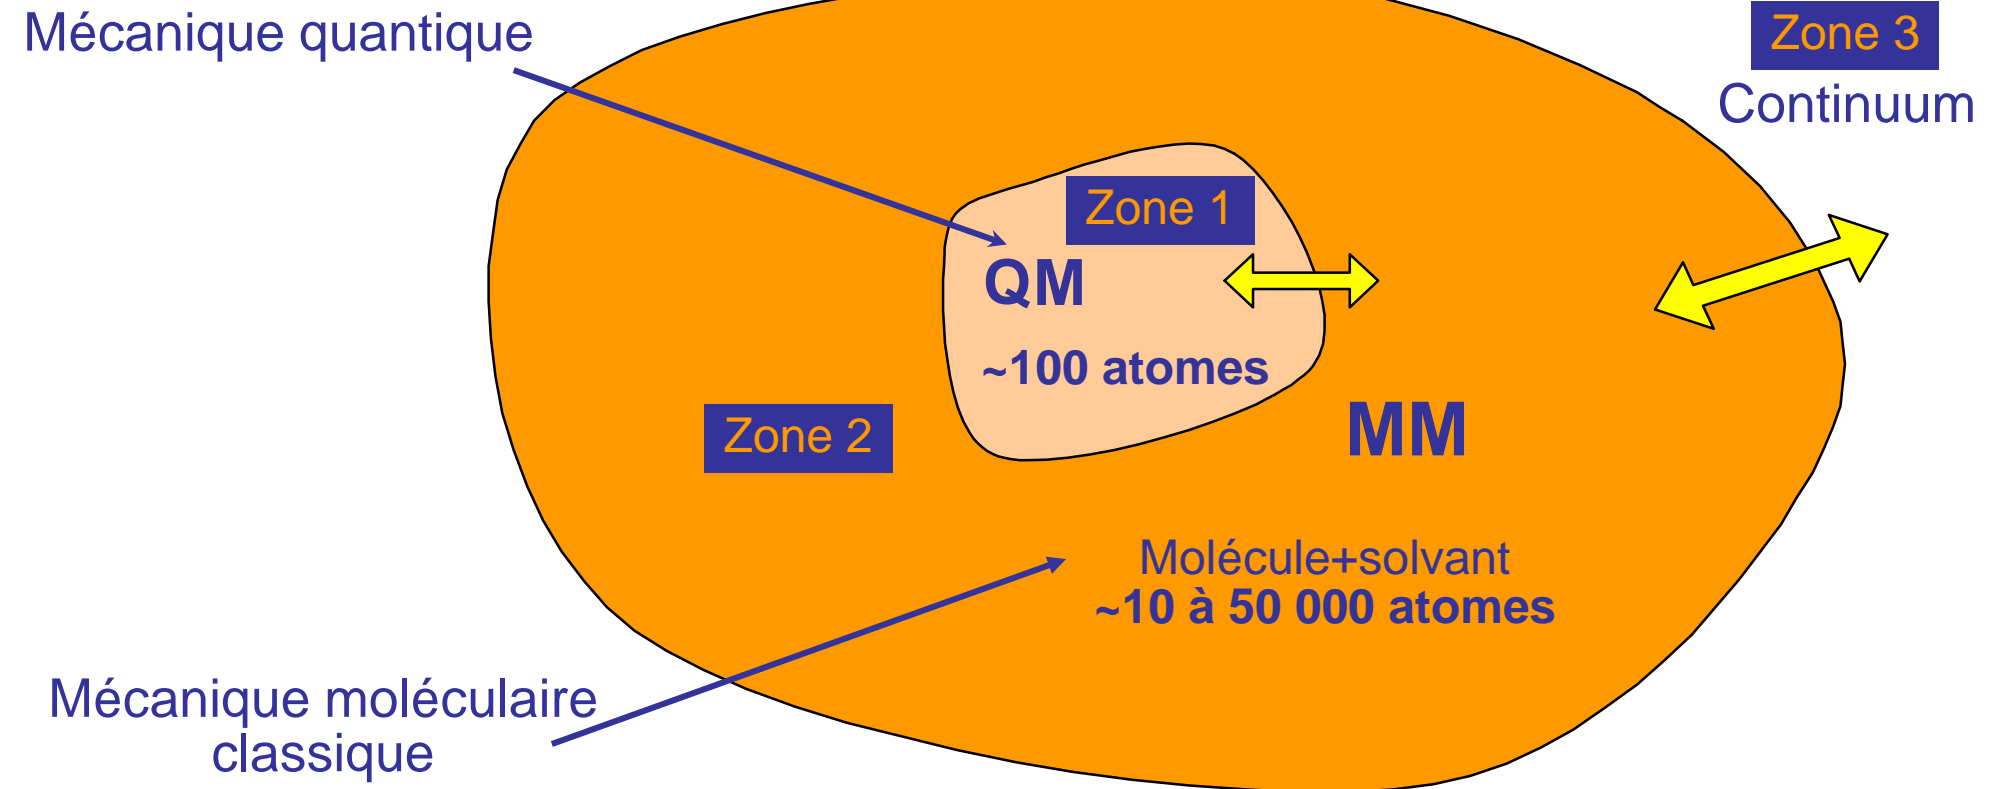 Mécanique quantique
Zone 3
Continuum
Zone 1
QM
~100 atomes
Zone 2
MM
Molécule+solvant
~10 à 50 000 atomes
Mécanique moléculaire
classique